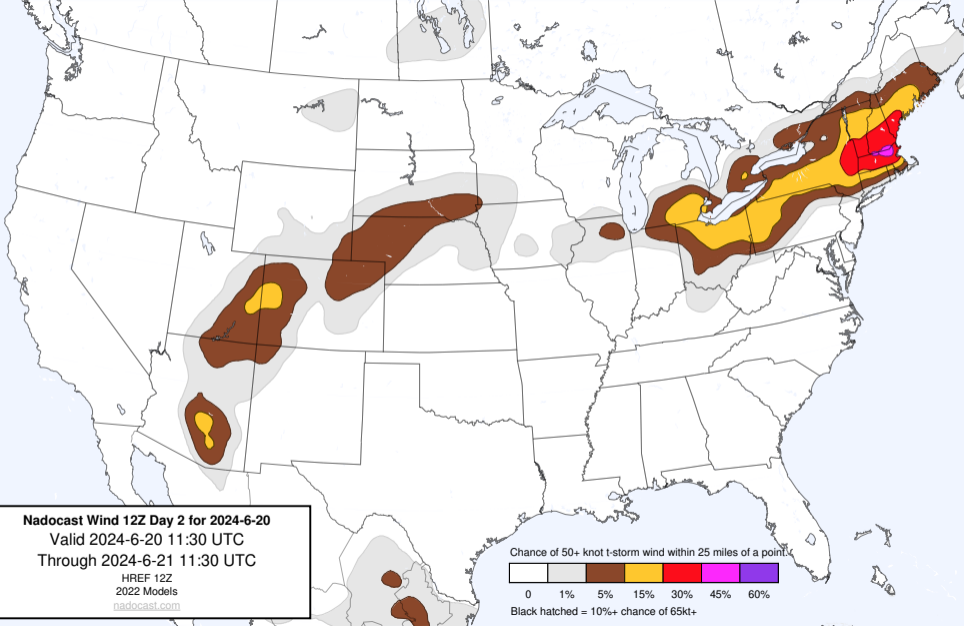 Nadocast Wind 12Z Day 2 for 2024-6-20
Valid 2024-6-20 11:30 UTC
Through 2024-6-21 11:30 UTC
HREF 12Z
2022 Models
nadocast.com
Chance of 50+ knot t-storm wind within 25 miles of a point.
0 1% 5% 15% 30% 45% 60%
Black hatched = 10%+ chance of 65kt+